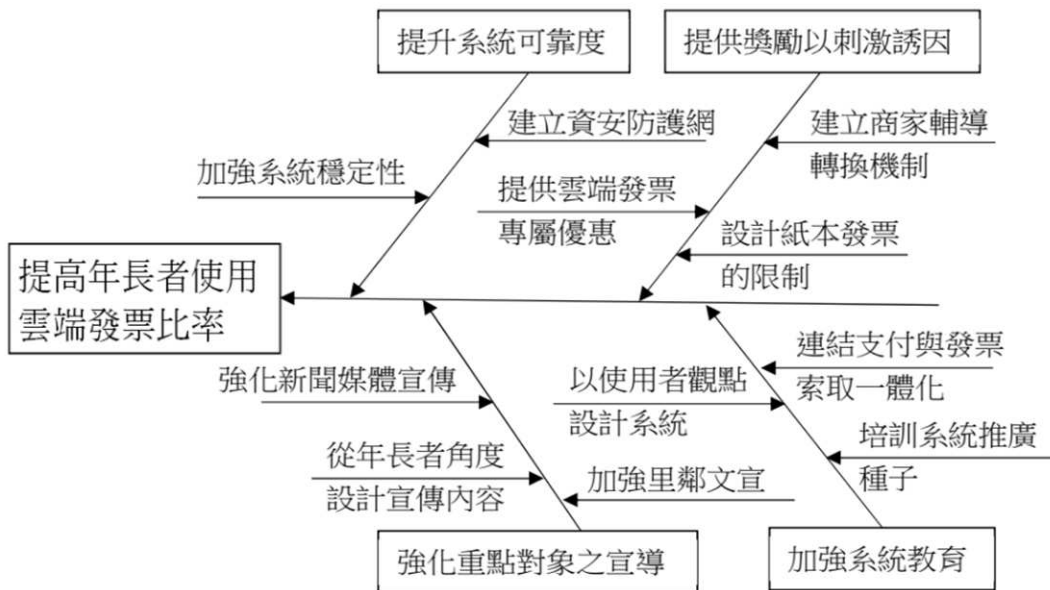 提升系統可靠度
提供獎勵以刺激誘因
建立資安防護網
建立商家輔導
轉換機制
加強系統穩定性
提供雲端發票
專屬優惠
設計紙本發票
的限制
提高年長者使用
雲端發票比率
連結支付與發票
索取一體化
強化新聞媒體宣傳
以使用者觀點
設計系統
培訓系統推廣
種子
從年長者角度
設計宣傳內容
加強里鄰文宣
強化重點對象之宣導
加強系統教育